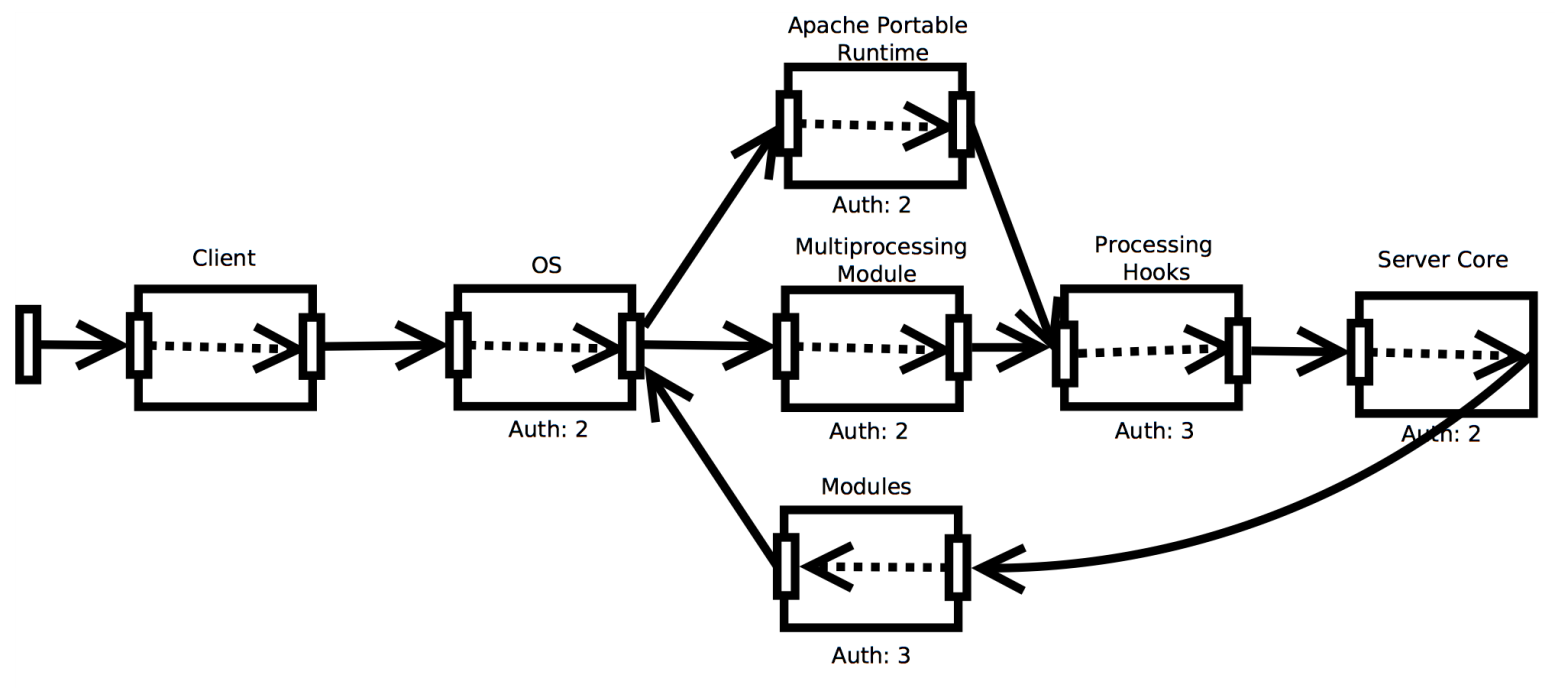 Apache Portable
Runtime
Auth: 2
Client
OS
Auth: 2
Multiprocessing
Module
Auth: 2
Processing
Hooks
Auth: 3
Server Core
Auth: 2
Modules
Auth: 3